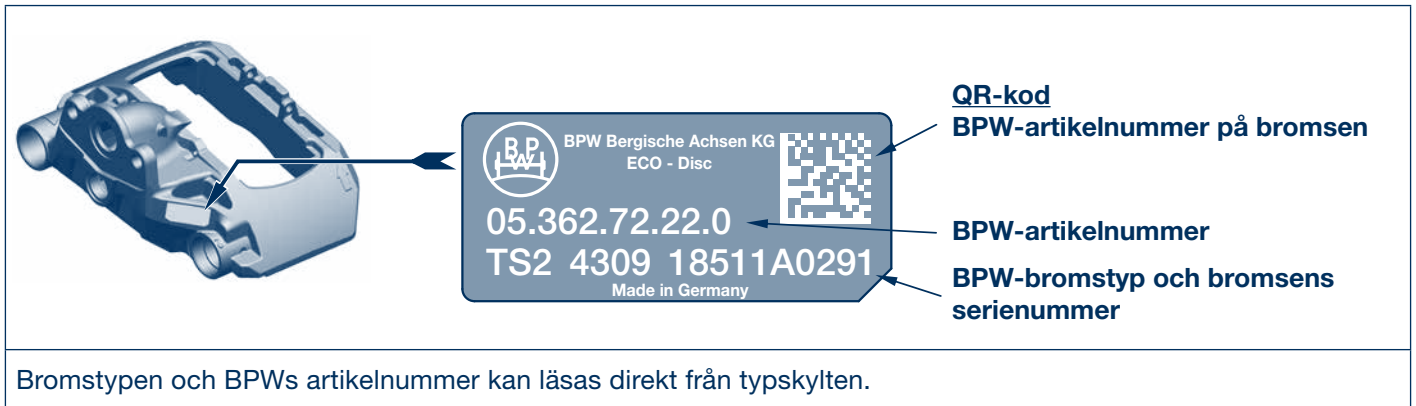 QR-kod
BPW-artikelnummer på bromsen
BPW
BPW Bergische Achsen KG
ECO - Disc
05.362.72.22.0
BPW-artikelnummer
TS2 4309 18511A0291
BPW-bromstyp och bromsens
serienummer
Made in Germany
Bromstypen och BPWs artikelnummer kan läsas direkt från typskylten.